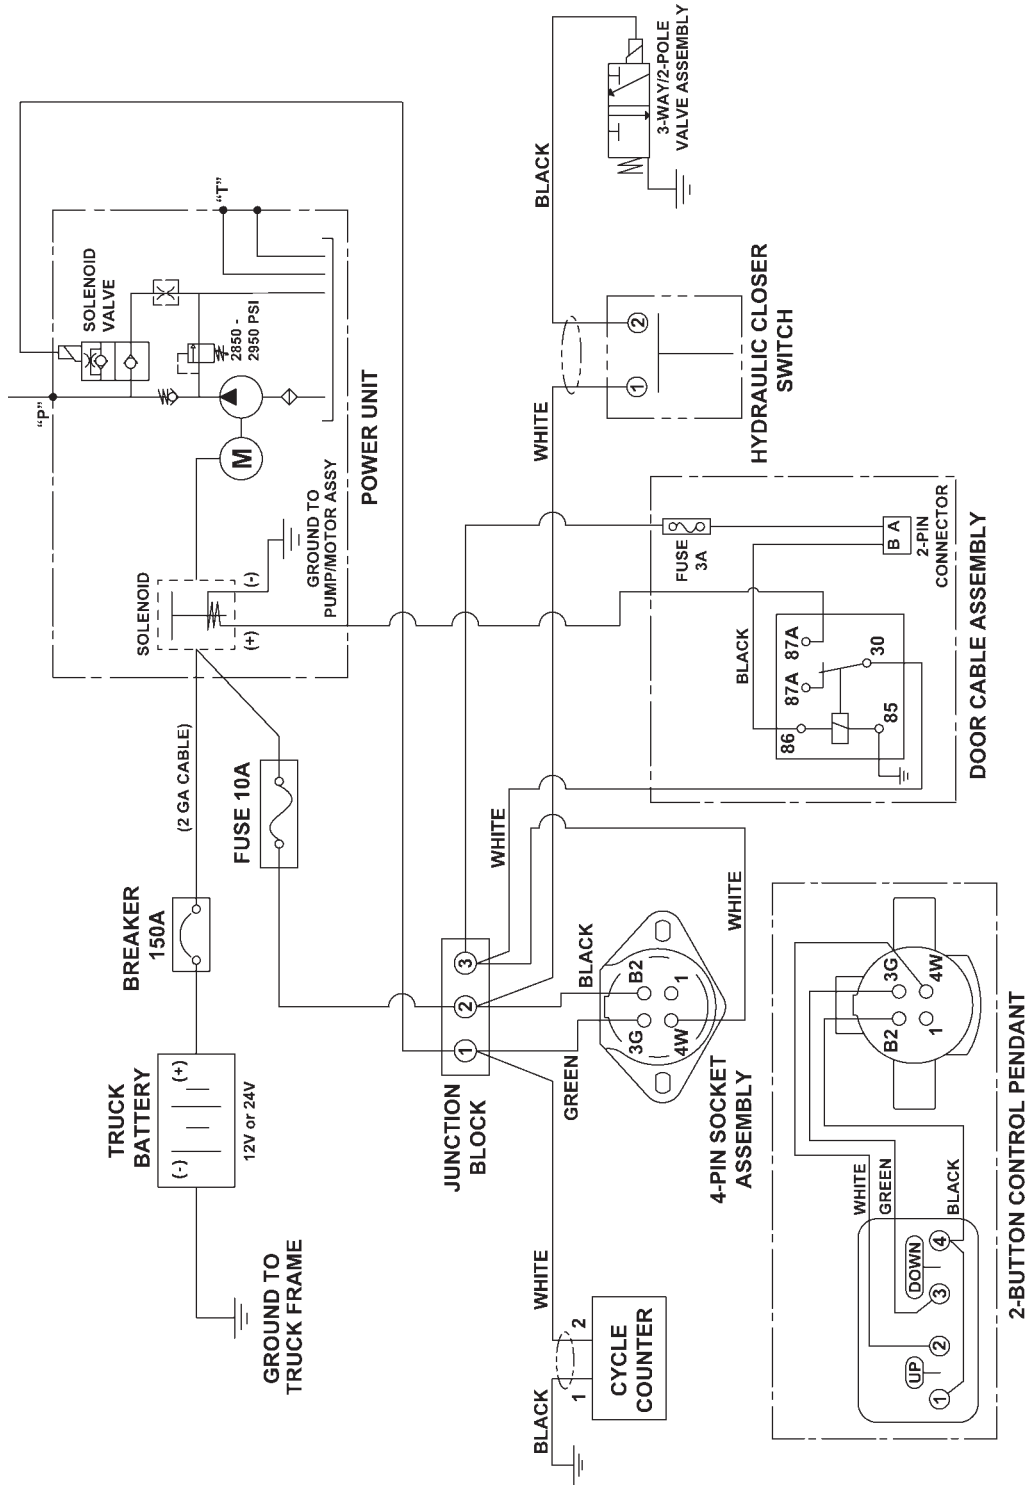 "P"
SOLENOID
VALVE
2850 -
2950 PSI
"T"
M
POWER UNIT
SOLENOID
(+)
(-)
GROUND TO
PUMP/MOTOR ASSY
(2 GA CABLE)
FUSE 10A
BREAKER
150A
TRUCK
BATTERY
(-)
(+)
12V or 24V
GROUND TO
TRUCK FRAME
JUNCTION
BLOCK
1
2
3
WHITE
BLACK
GREEN
WHITE
3G
B2
4W
1
4-PIN SOCKET
ASSEMBLY
WHITE
BLACK
1
2
CYCLE
COUNTER
WHITE
BLACK
1
2
HYDRAULIC CLOSER
SWITCH
3-WAY/2-POLE
VALVE ASSEMBLY
FUSE
3A
B A
2-PIN
CONNECTOR
BLACK
86
87A
87A
30
85
DOOR CABLE ASSEMBLY
UP
DOWN
1
2
3
4
WHITE
GREEN
BLACK
B2
3G
1
4W
2-BUTTON CONTROL PENDANT